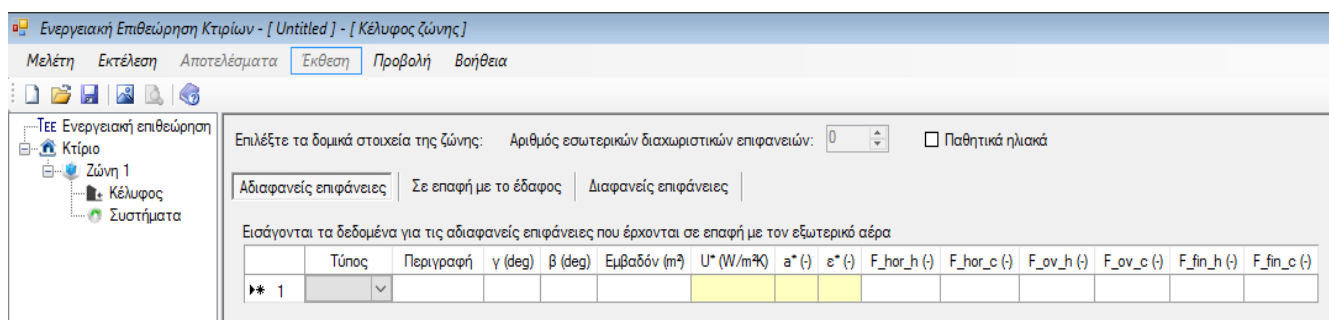 Ενεργειακή Επιθεώρηση Κτιρίων - [ Untitled ] - [ Κέλυφος ζώνης ]
Μελέτη Εκτέλεση Αποτελέσματα Έκθεση Προβολή Βοήθεια
ΤΕΕ Ενεργειακή επιθεώρηση
Κτίριο
Ζώνη 1
Κέλυφος
Συστήματα
Επιλέξτε τα δομικά στοιχεία της ζώνης: Αριθμός εσωτερικών διαχωριστικών επιφανειών: 0 Παθητικά ηλιακά
Αδιαφανείς επιφάνειες Σε επαφή με το έδαφος Διαφανείς επιφάνειες
Εισάγονται τα δεδομένα για τις αδιαφανείς επιφάνειες που έρχονται σε επαφή με τον εξωτερικό αέρα
Τύπος Περιγραφή γ (deg) β (deg) Εμβαδόν (m²) U* (W/m²K) a* (-) ε* (-) F_hor_h (-) F_hor_c (-) F_ov_h (-) F_ov_c (-) F_fin_h (-) F_fin_c (-)
1